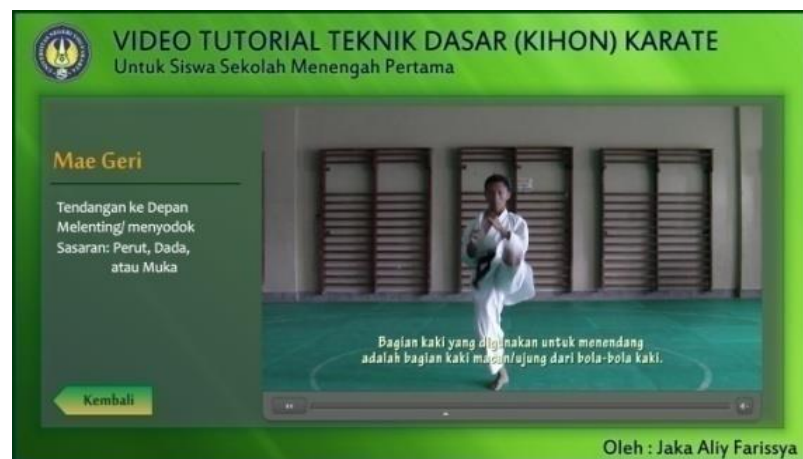 VIDEO TUTORIAL TEKNIK DASAR (KIHON) KARATE
Untuk Siswa Sekolah Menengah Pertama
Mae Geri
Tendangan ke Depan
Melenting/ menyodok
Sasaran: Perut, Dada,
atau Muka
Bagian kaki yang digunakan untuk menendang
adalah bagian kaki macan/ujung dari bola-bola kaki.
Kembali
Oleh : Jaka Aliy Farissya